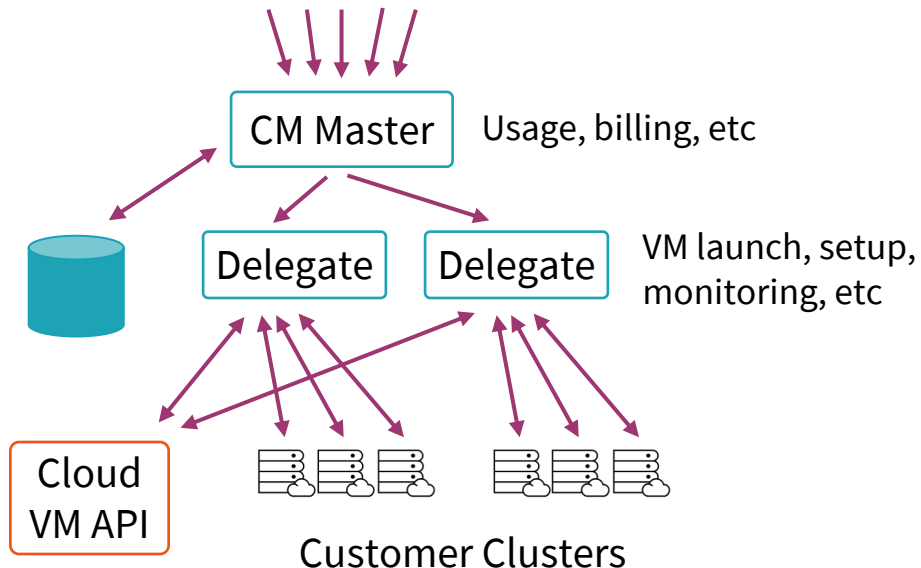 CM Master
Usage, billing, etc
Delegate
Delegate
VM launch, setup,
monitoring, etc
Cloud
VM API
Customer Clusters